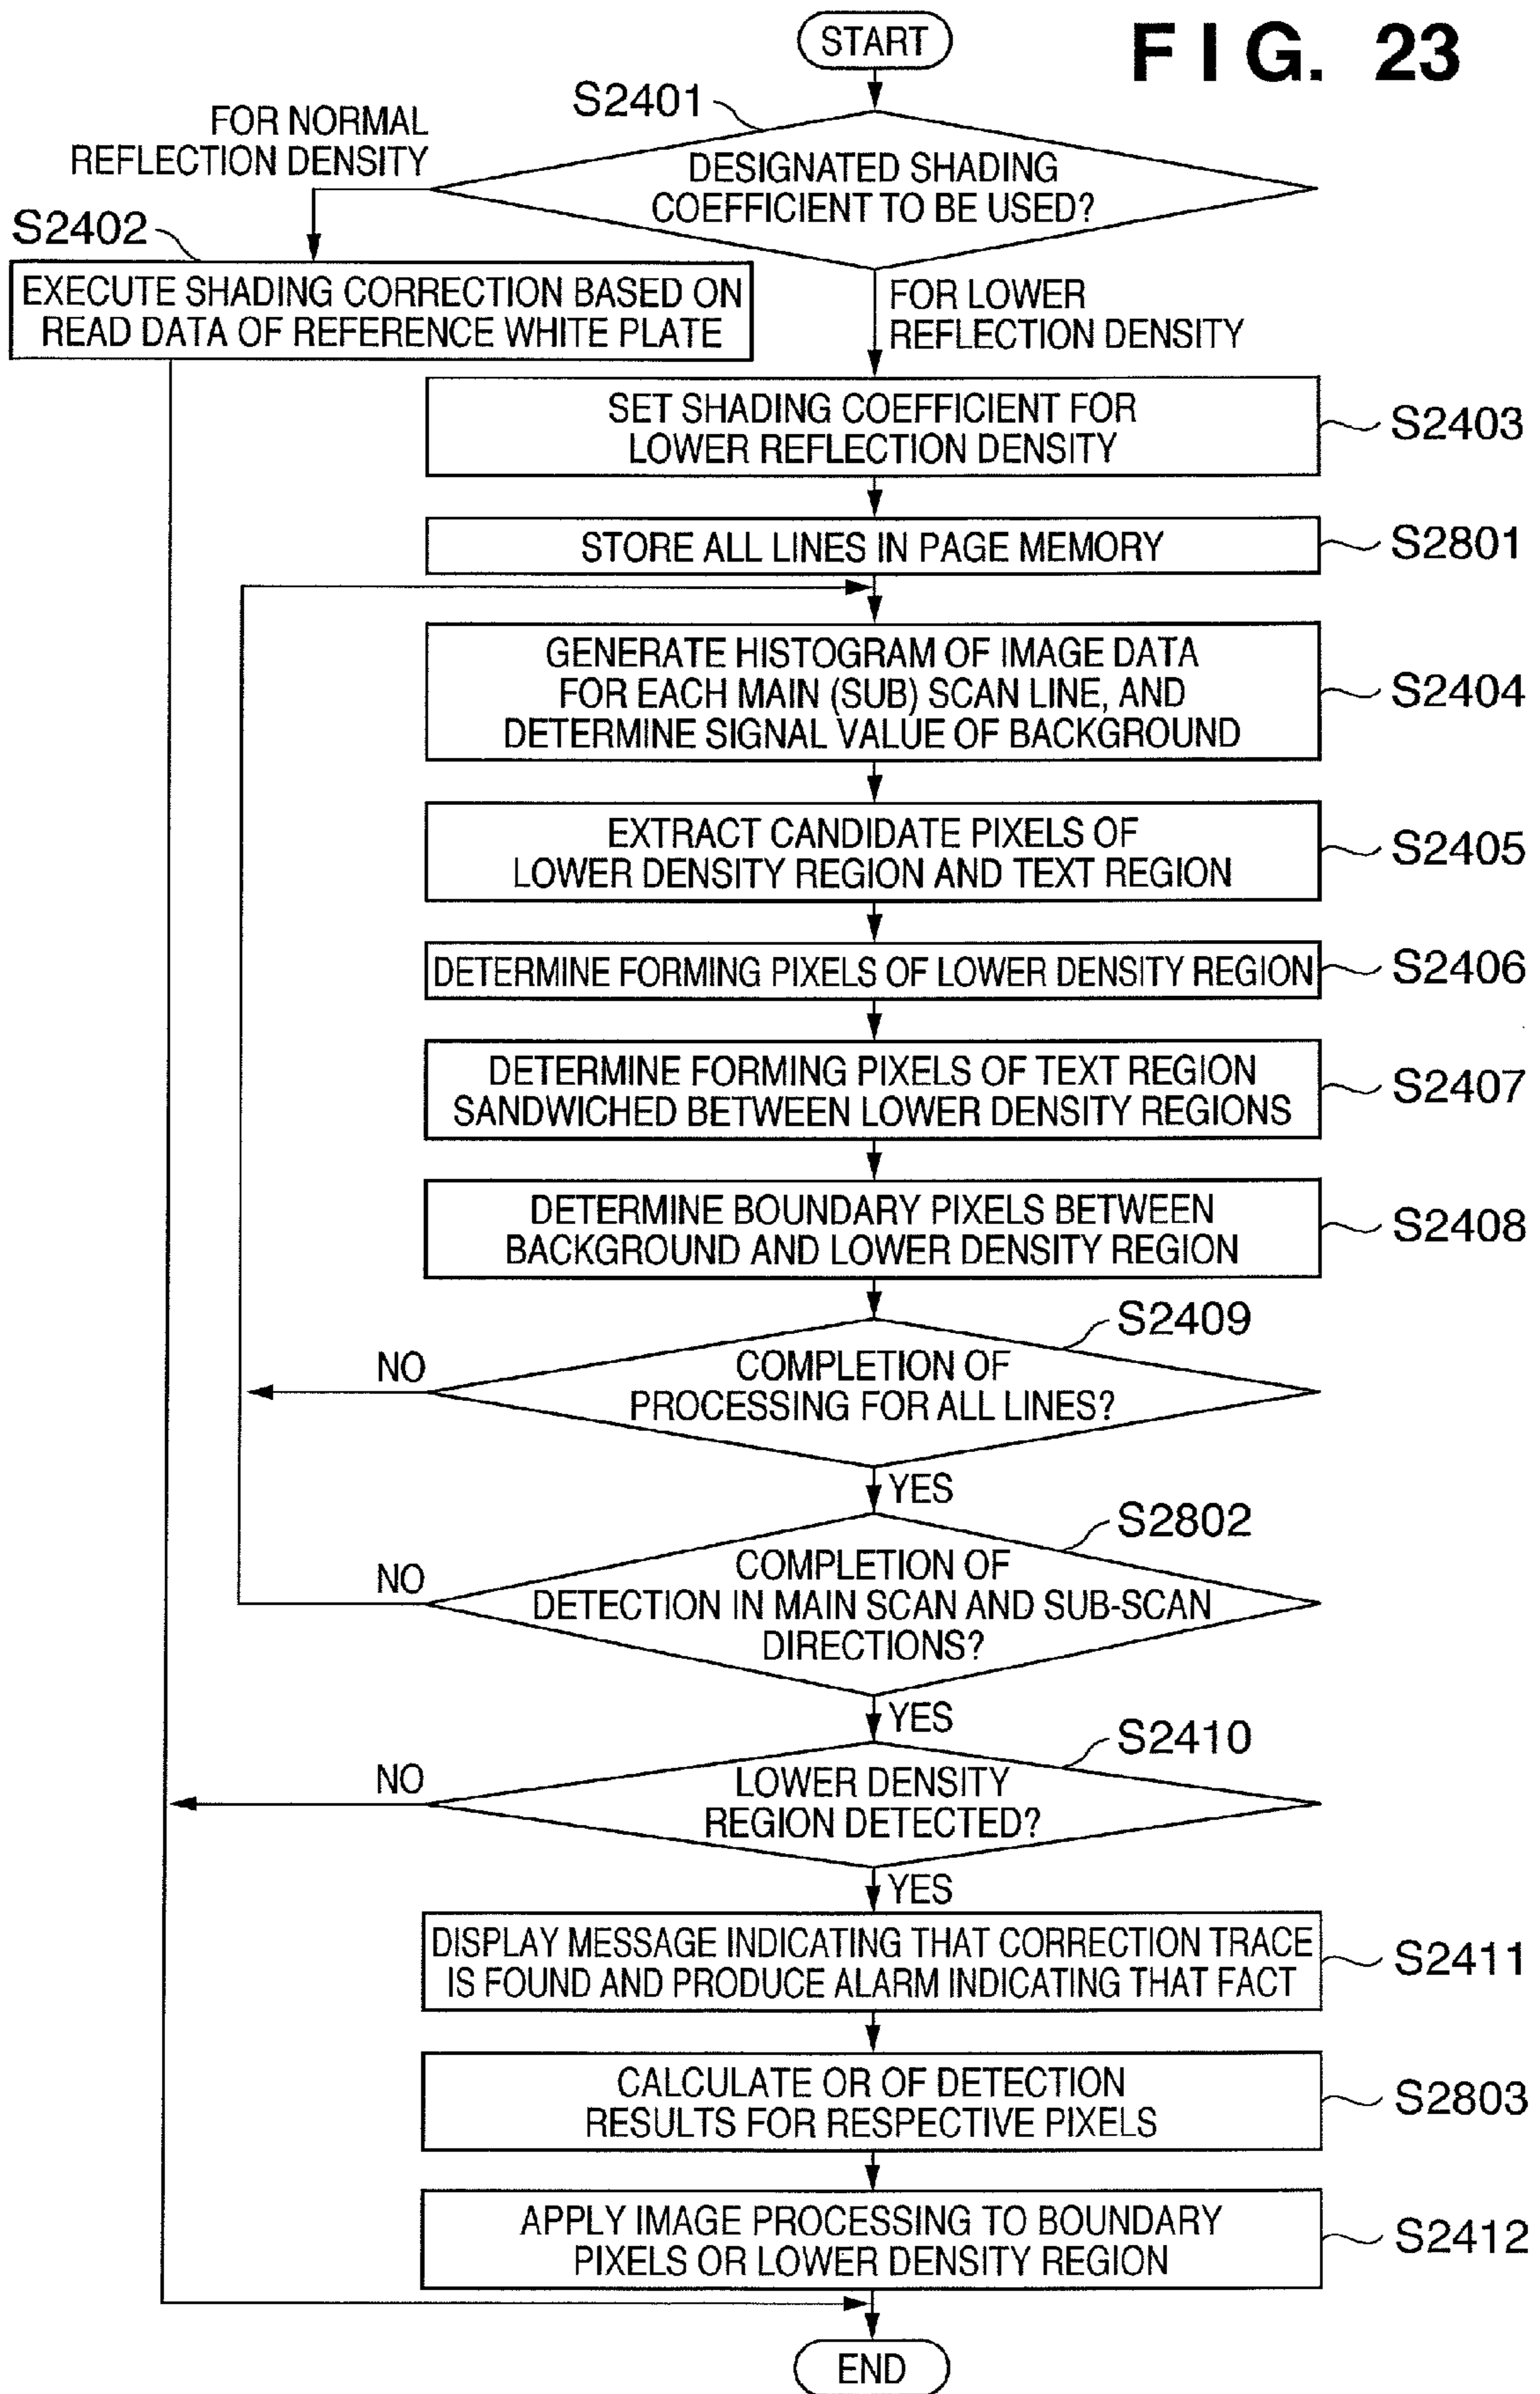 START
FIG. 23
S2401
FOR NORMAL
REFLECTION DENSITY
DESIGNATED SHADING
COEFFICIENT TO BE USED?
S2402
EXECUTE SHADING CORRECTION BASED ON
READ DATA OF REFERENCE WHITE PLATE
FOR LOWER
REFLECTION DENSITY
SET SHADING COEFFICIENT FOR
LOWER REFLECTION DENSITY
S2403
STORE ALL LINES IN PAGE MEMORY
S2801
GENERATE HISTOGRAM OF IMAGE DATA
FOR EACH MAIN (SUB) SCAN LINE, AND
DETERMINE SIGNAL VALUE OF BACKGROUND
S2404
EXTRACT CANDIDATE PIXELS OF
LOWER DENSITY REGION AND TEXT REGION
S2405
DETERMINE FORMING PIXELS OF LOWER DENSITY REGION
S2406
DETERMINE FORMING PIXELS OF TEXT REGION
SANDWICHED BETWEEN LOWER DENSITY REGIONS
S2407
DETERMINE BOUNDARY PIXELS BETWEEN
BACKGROUND AND LOWER DENSITY REGION
S2408
S2409
NO
COMPLETION OF
PROCESSING FOR ALL LINES?
YES
S2802
NO
COMPLETION OF
DETECTION IN MAIN SCAN AND SUB-SCAN
DIRECTIONS?
YES
S2410
NO
LOWER DENSITY
REGION DETECTED?
YES
DISPLAY MESSAGE INDICATING THAT CORRECTION TRACE
IS FOUND AND PRODUCE ALARM INDICATING THAT FACT
S2411
CALCULATE OR OF DETECTION
RESULTS FOR RESPECTIVE PIXELS
S2803
APPLY IMAGE PROCESSING TO BOUNDARY
PIXELS OR LOWER DENSITY REGION
S2412
END